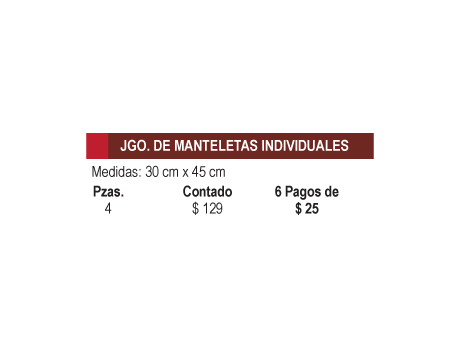 JGO. DE MANTELETAS INDIVIDUALES
Medidas: 30 cm x 45 cm
Pzas. Contado 6 Pagos de
4 $ 129 $ 25